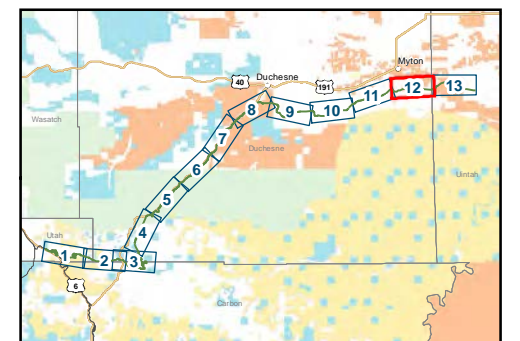 Myton
40
Duchesne
191
12
13
11
10
9
8
Wasatch
7
Duchesne
6
Uintah
5
Utah
4
1
2
3
6
Carbon